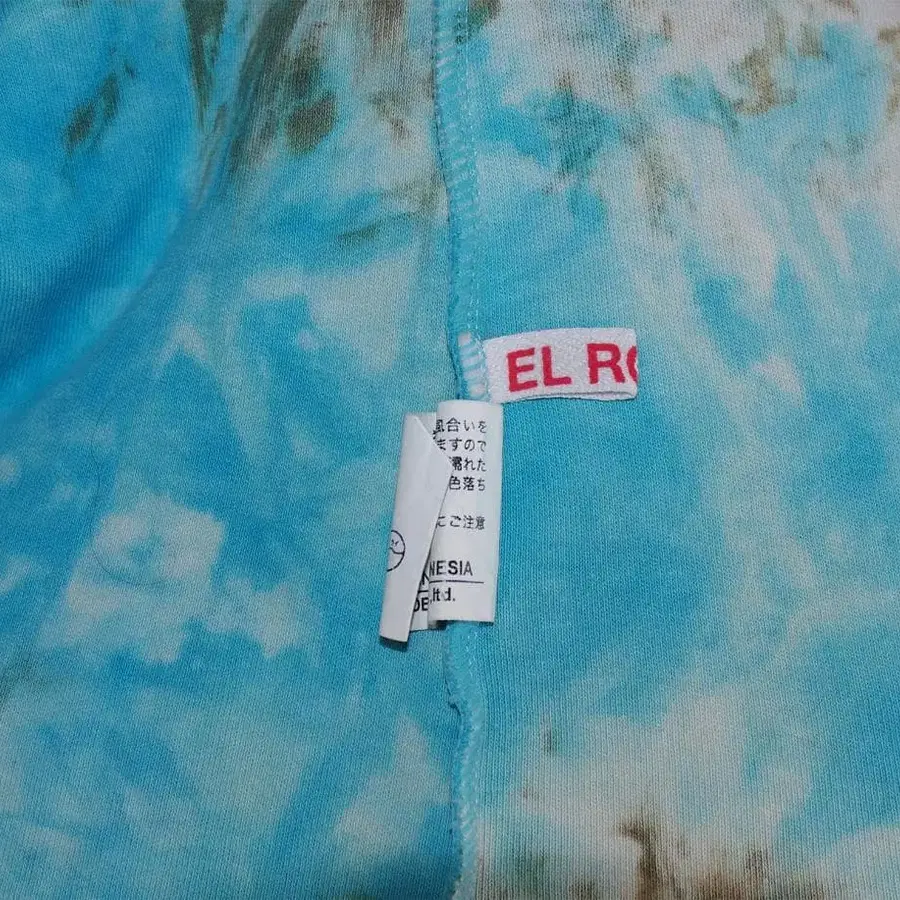 EL RO
風合いを
ますので
濡れた
色落ち
にご注意
NESIA
Ltd.
DE